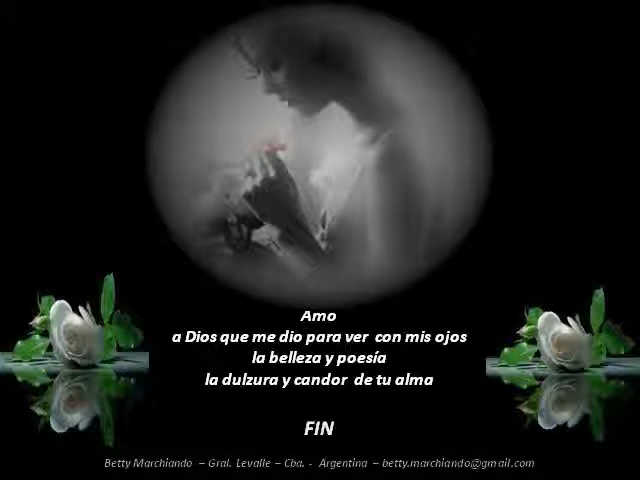 Amo
a Dios que me dio para ver con mis ojos
la belleza y poesía
la dulzura y candor de tu alma
FIN
Betty Marchiando – Gral. Levalle – Cba. - Argentina – betty.marchiando@gmail.com